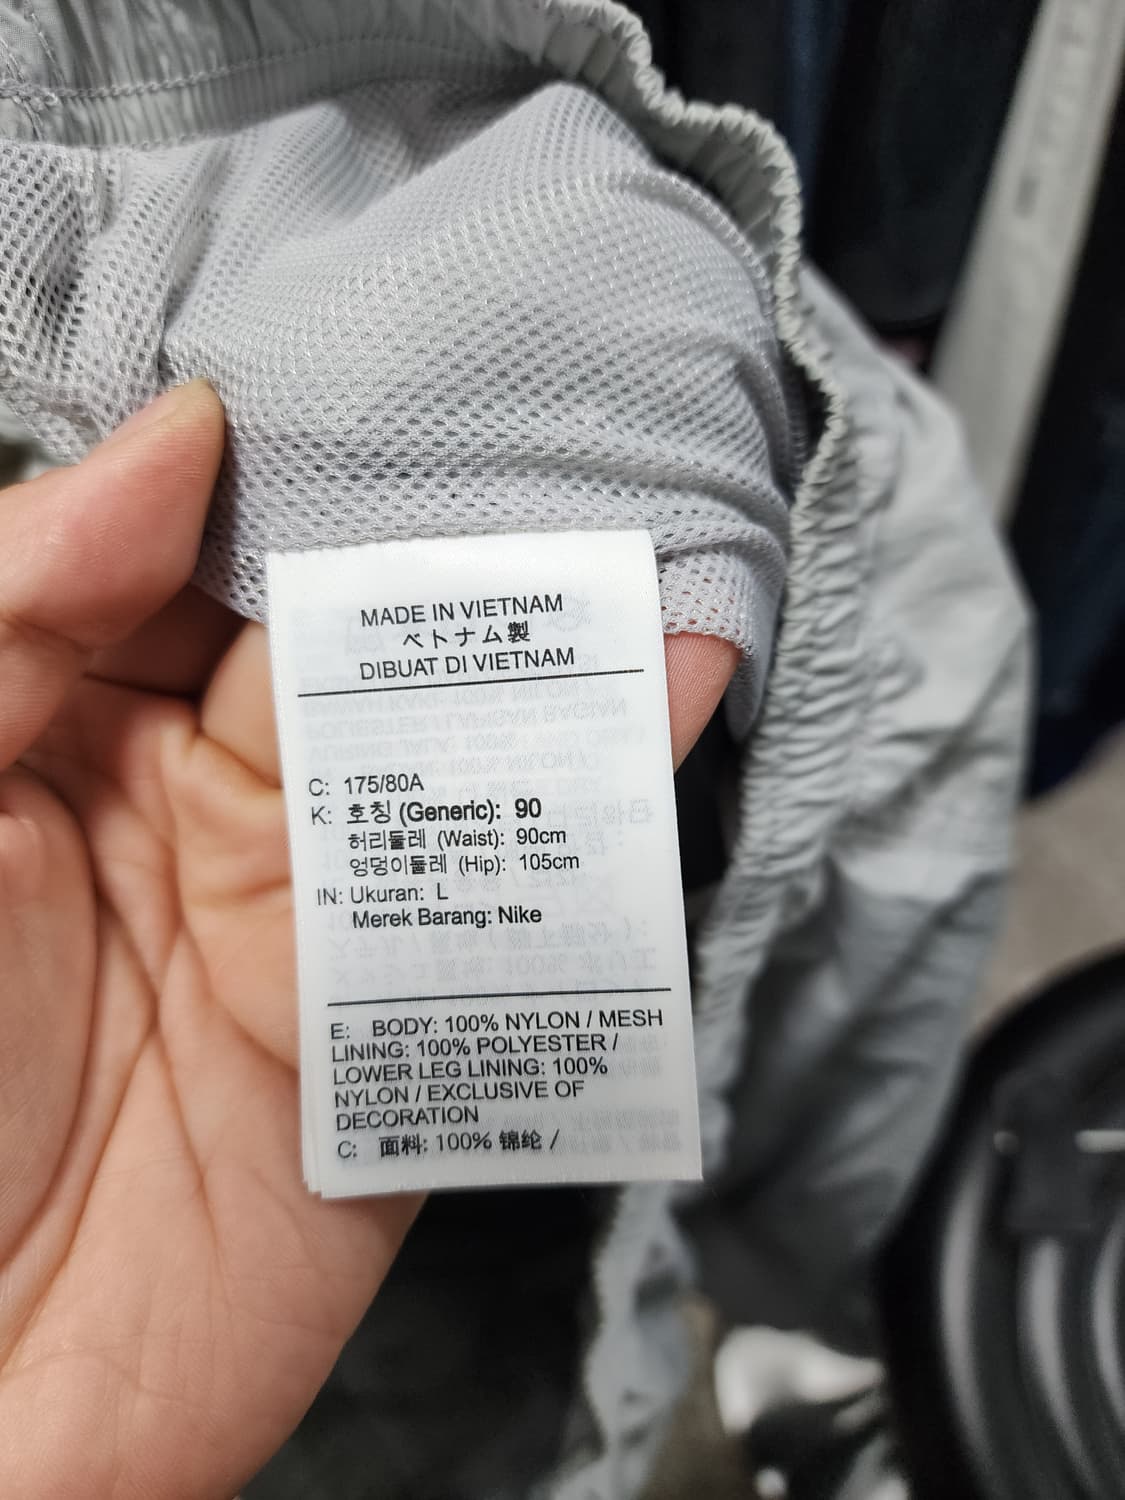 MADE IN VIETNAM
ベトナム製
DIBUAT DI VIETNAM
C: 175/80A
K: 호칭 (Generic): 90
허리둘레 (Waist): 90cm
엉덩이둘레 (Hip): 105cm
IN: Ukuran: L
Merek Barang: Nike
E: BODY: 100% NYLON / MESH
LINING: 100% POLYESTER /
LOWER LEG LINING: 100%
NYLON / EXCLUSIVE OF
DECORATION
C: 面料: 100% 锦纶 /